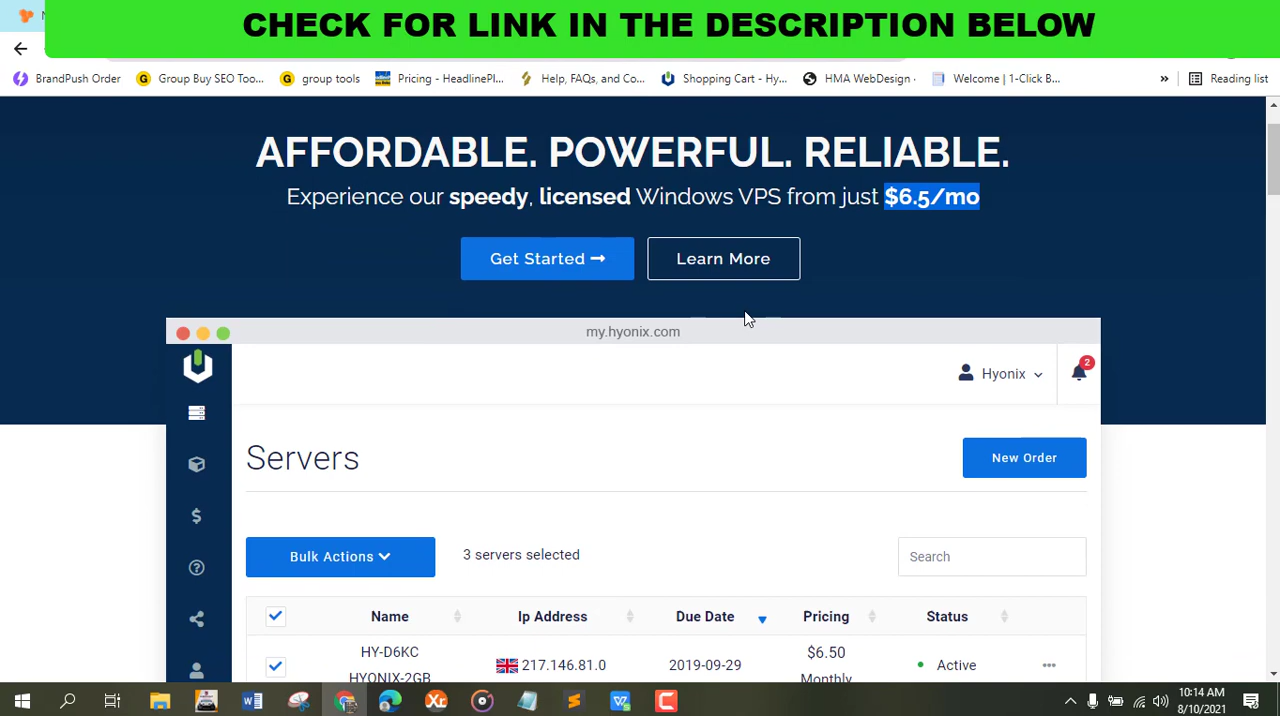 CHECK FOR LINK IN THE DESCRIPTION BELOW
BrandPush Order
Group Buy SEO Too...
group tools
Pricing - HeadlinePl...
Help, FAQs, and Co...
Shopping Cart - Hy...
HMA WebDesign -
Welcome | 1-Click B...
»
Reading list
AFFORDABLE. POWERFUL. RELIABLE.
Experience our speedy, licensed Windows VPS from just $6.5/mo
Get Started →
Learn More
my.hyonix.com
Hyonix
2
Servers
New Order
Bulk Actions
3 servers selected
Search
Name
Ip Address
Due Date
Pricing
Status
HY-D6KC
HYONIX-2GB
217.146.81.0
2019-09-29
$6.50
Monthly
Active
10:14 AM
8/10/2021